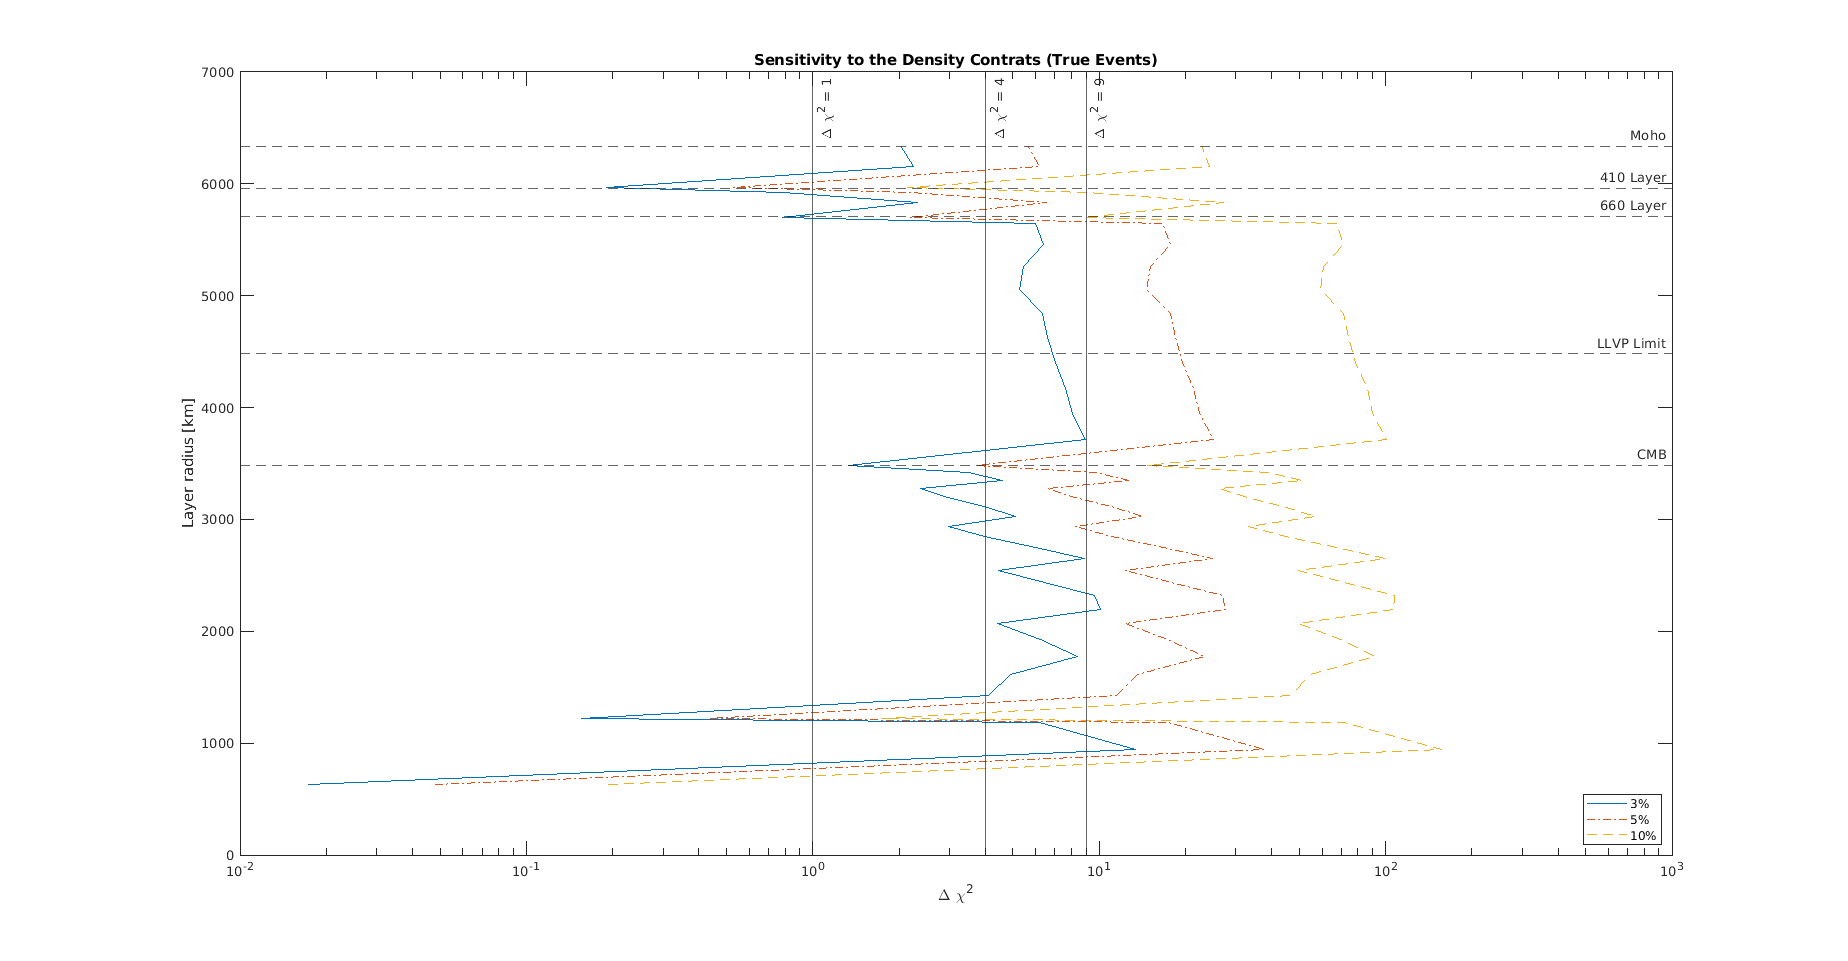 Sensitivity to the Density Contrats (True Events)
7000
6000
5000
4000
3000
2000
1000
0
Layer radius [km]
Δ χ² = 1
Δ χ² = 4
Δ χ² = 9
Moho
410 Layer
660 Layer
LLVP Limit
CMB
3%
5%
10%
10⁻² 10⁻¹ 10⁰ 10¹ 10² 10³
Δ χ²